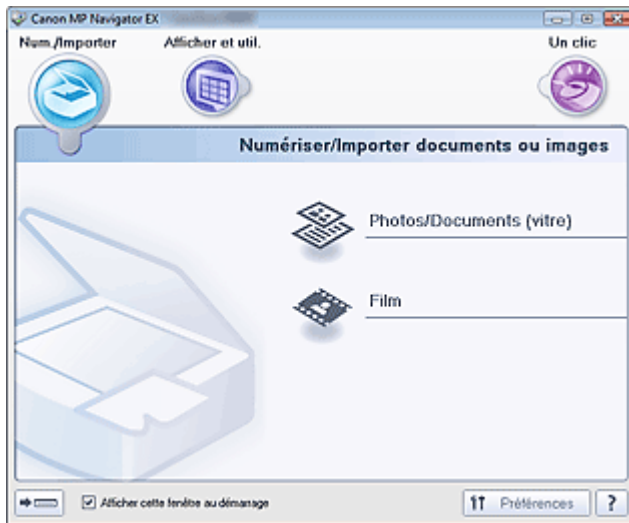 Canon MP Navigator EX
Num./Importer
Afficher et util.
Un clic
Numériser/Importer documents ou images
Photos/Documents (vitre)
Film
Afficher cette fenêtre au démarrage
Préférences
?